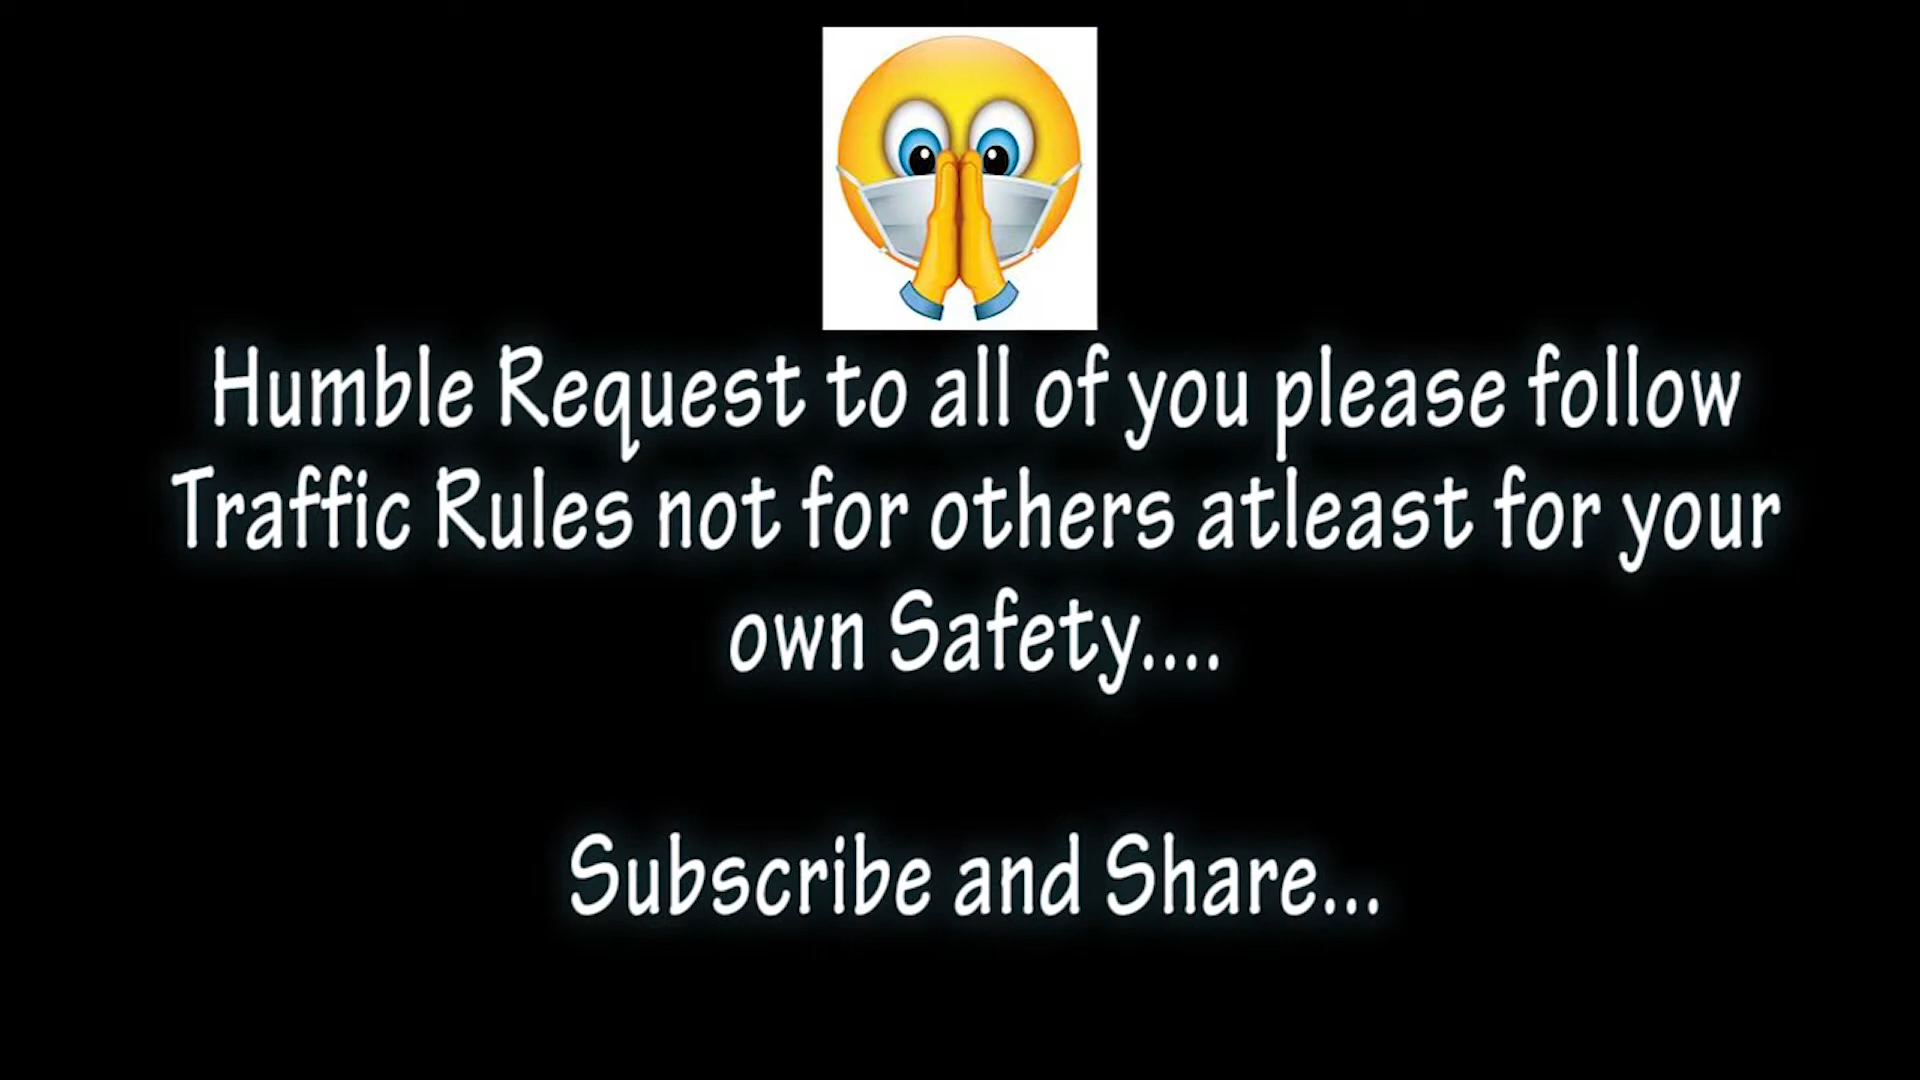 Humble Request to all of you please follow
Traffic Rules not for others atleast for your
own Safety....
Subscribe and Share...